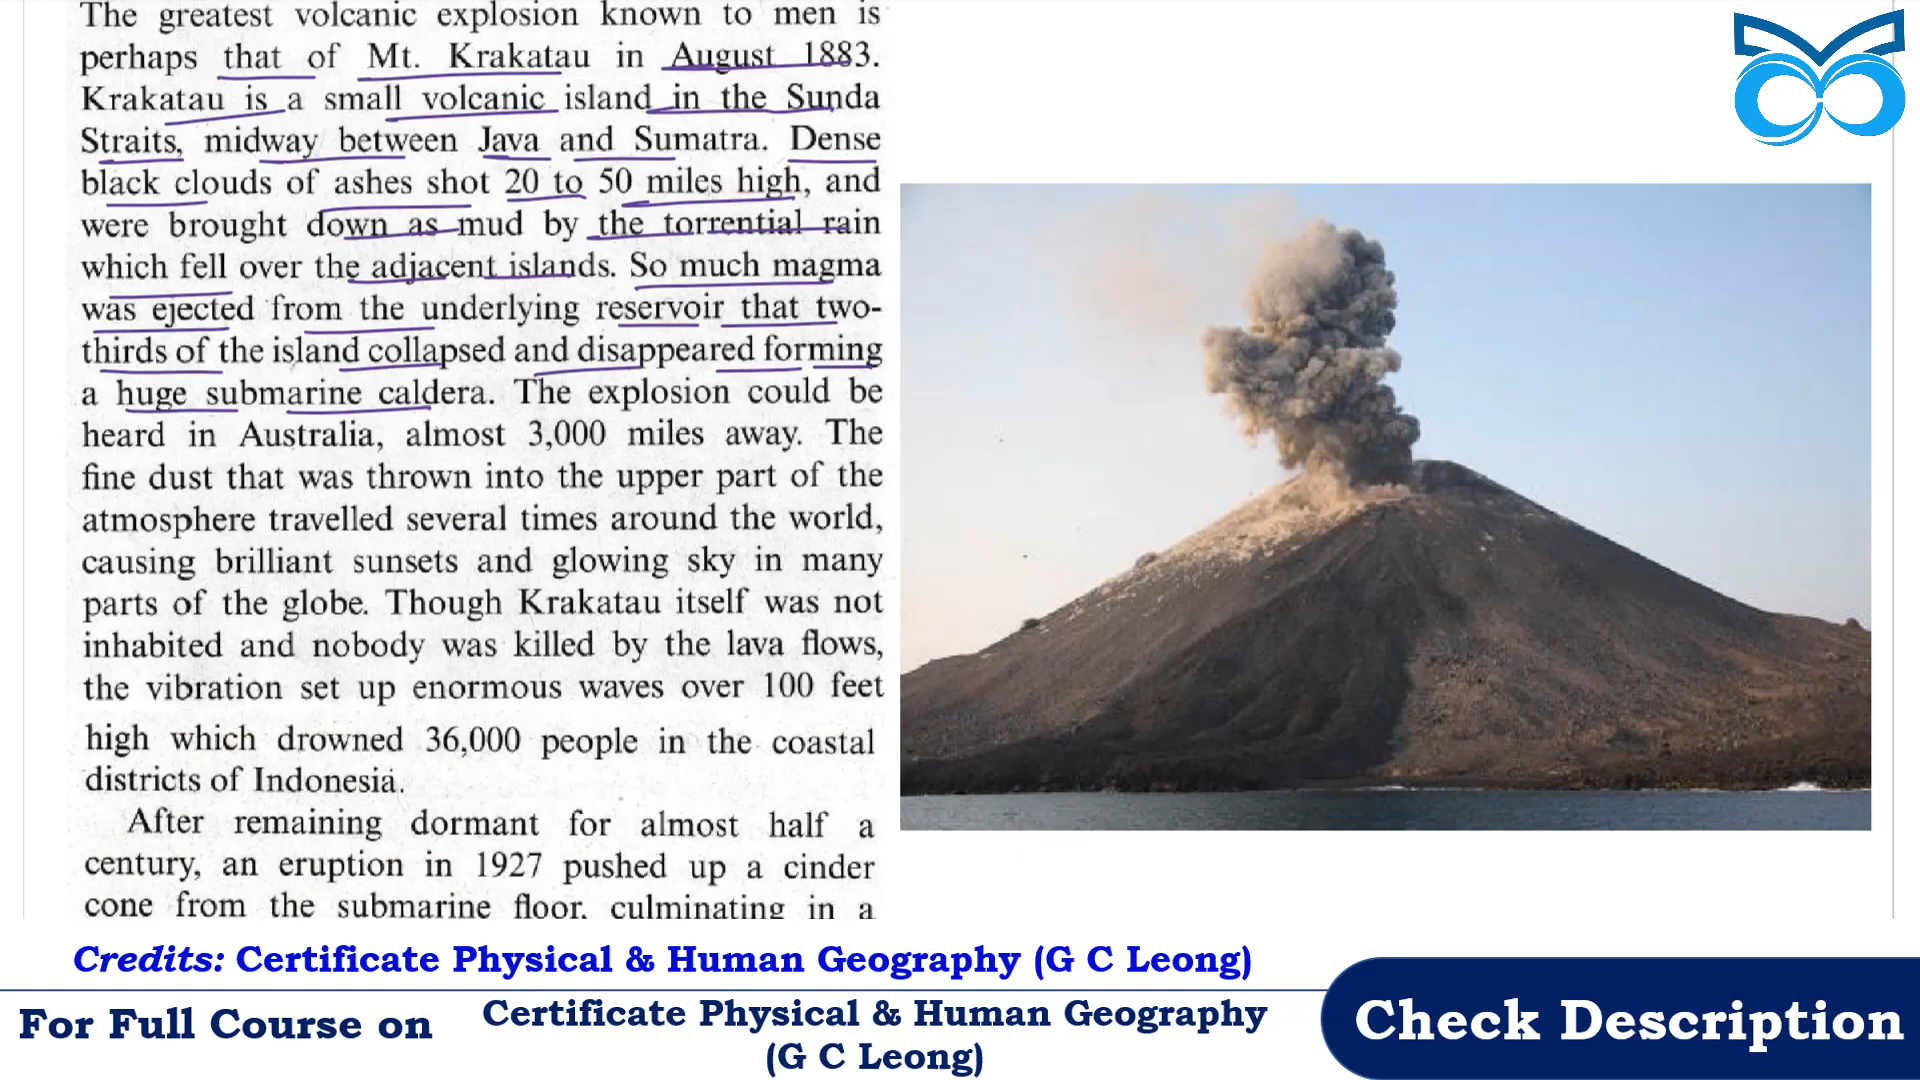 The greatest volcanic explosion known to men is
perhaps that of Mt. Krakatau in August 1883.
Krakatau is a small volcanic island in the Sunda
Straits, midway between Java and Sumatra. Dense
black clouds of ashes shot 20 to 50 miles high, and
were brought down as mud by the torrential rain
which fell over the adjacent islands. So much magma
was ejected from the underlying reservoir that two-
thirds of the island collapsed and disappeared forming
a huge submarine caldera. The explosion could be
heard in Australia, almost 3,000 miles away. The
fine dust that was thrown into the upper part of the
atmosphere travelled several times around the world,
causing brilliant sunsets and glowing sky in many
parts of the globe. Though Krakatau itself was not
inhabited and nobody was killed by the lava flows,
the vibration set up enormous waves over 100 feet
high which drowned 36,000 people in the coastal
districts of Indonesia.
After remaining dormant for almost half a
century, an eruption in 1927 pushed up a cinder
cone from the submarine floor, culminating in a
Credits: Certificate Physical & Human Geography (G C Leong)
For Full Course on
Certificate Physical & Human Geography
(G C Leong)
Check Description